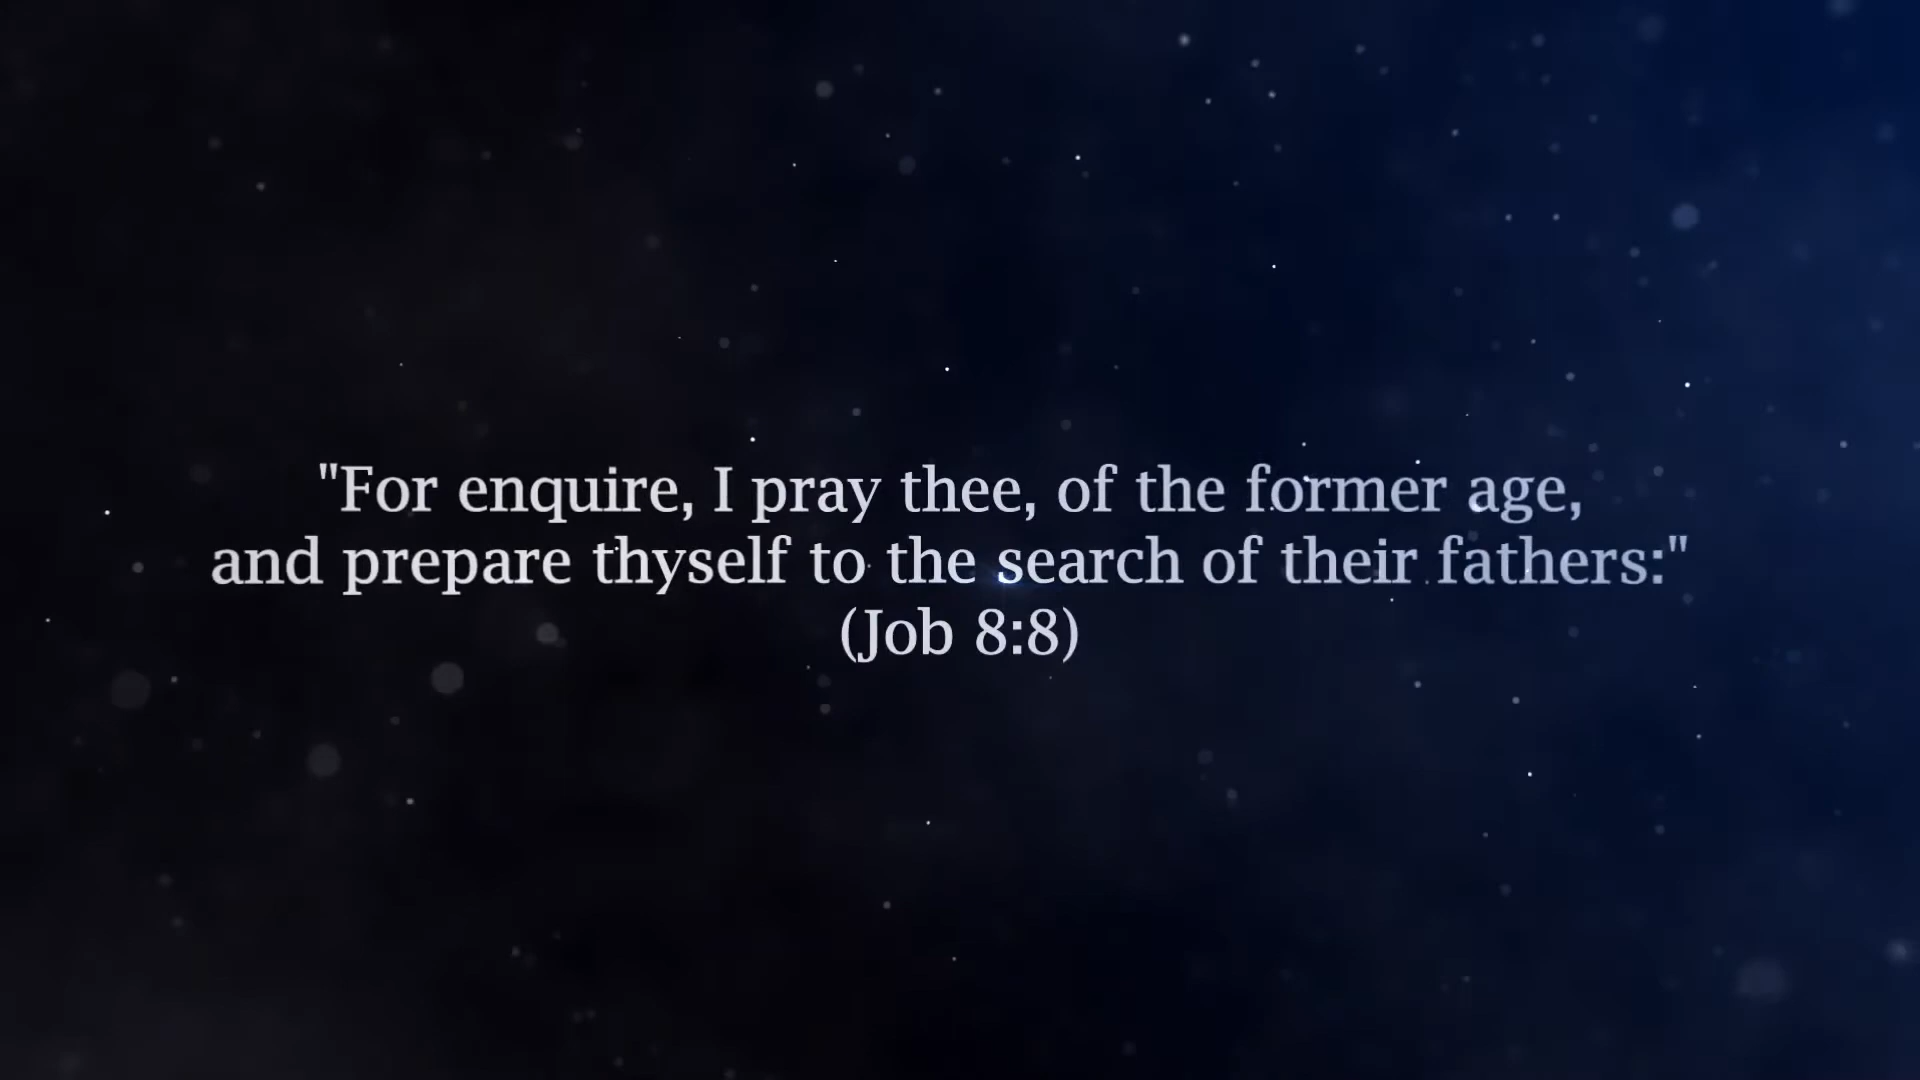 "For enquire, I pray thee, of the former age,
and prepare thyself to the search of their fathers:"
(Job 8:8)